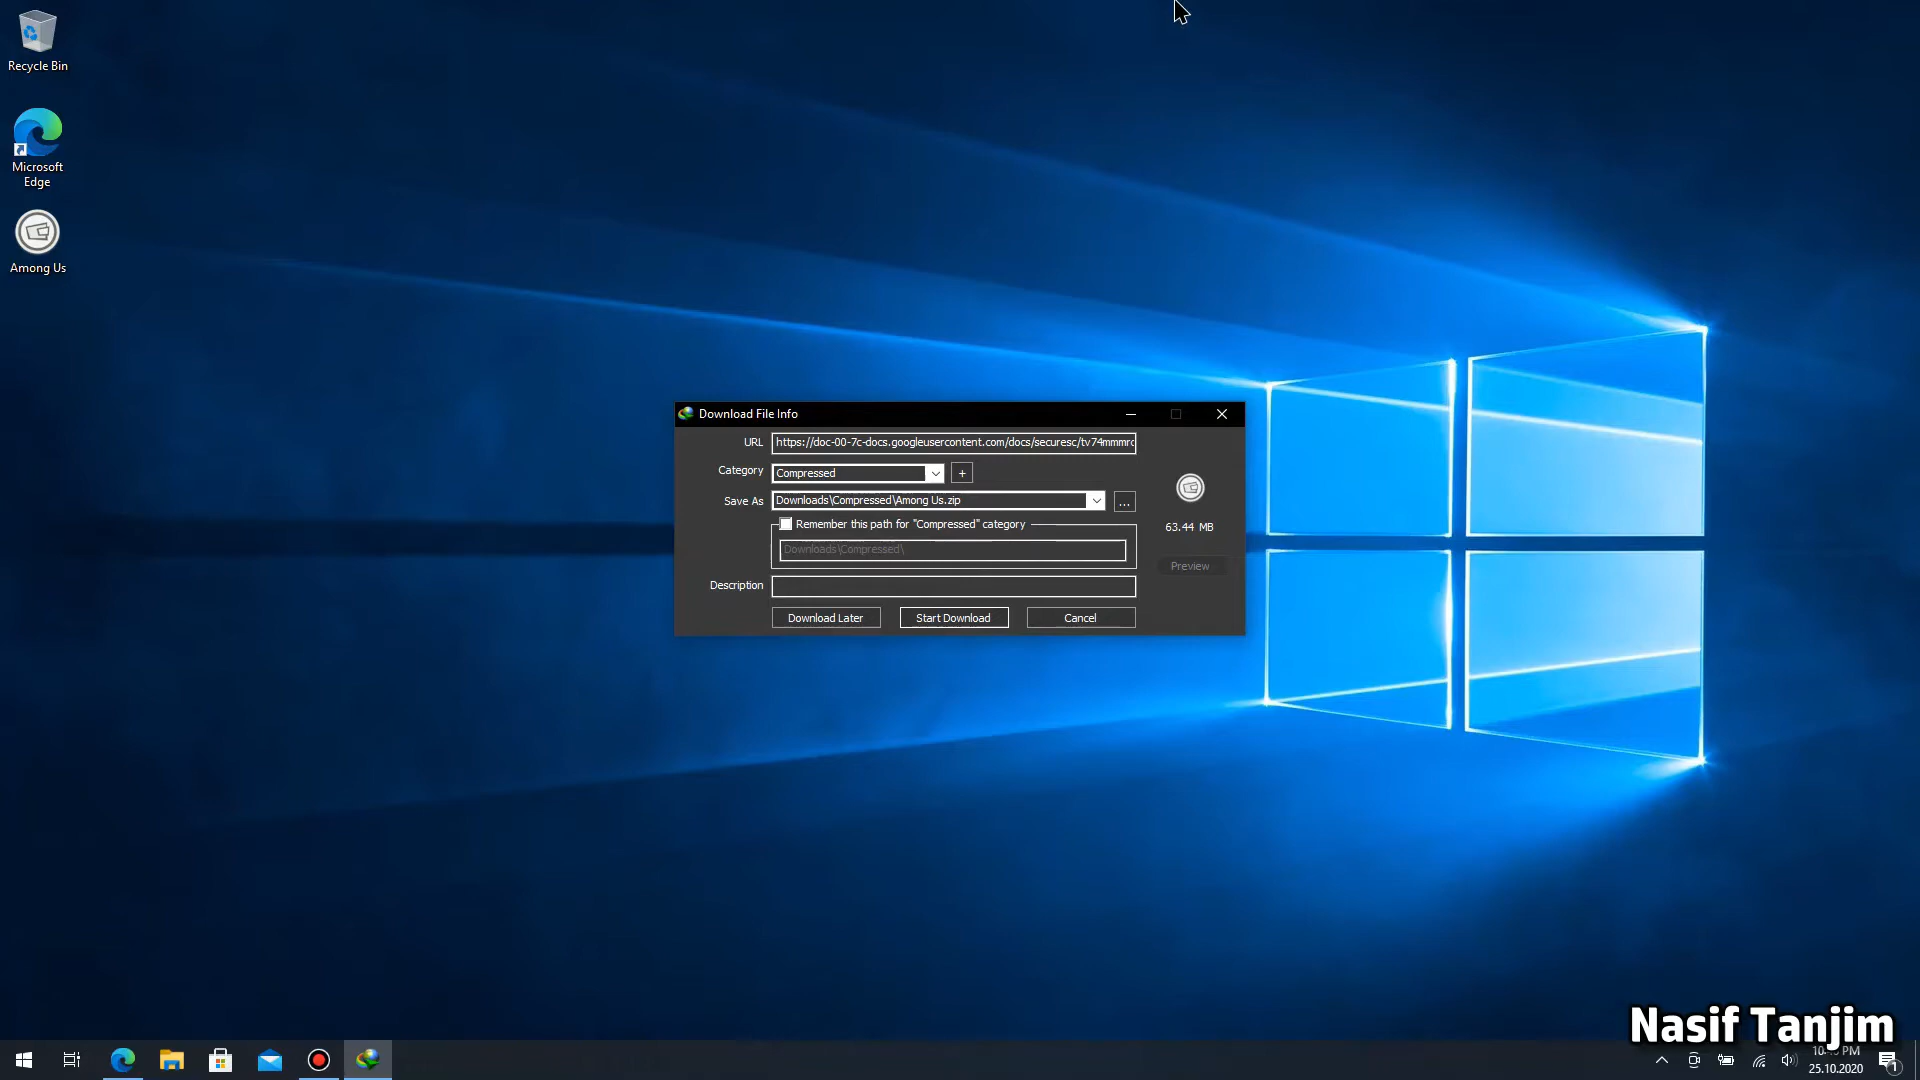 Recycle Bin
Microsoft
Edge
Among Us
Download File Info
URL
https://doc-00-7c-docs.googleusercontent.com/docs/securesc/tv74mmmr
Category
Compressed
+
Save As
Downloads\Compressed\Among Us.zip
...
63.44 MB
Remember this path for "Compressed" category
Downloads\Compressed\
Preview
Description
Download Later
Start Download
Cancel
Nasif Tanjim
PM
25.10.2020
1